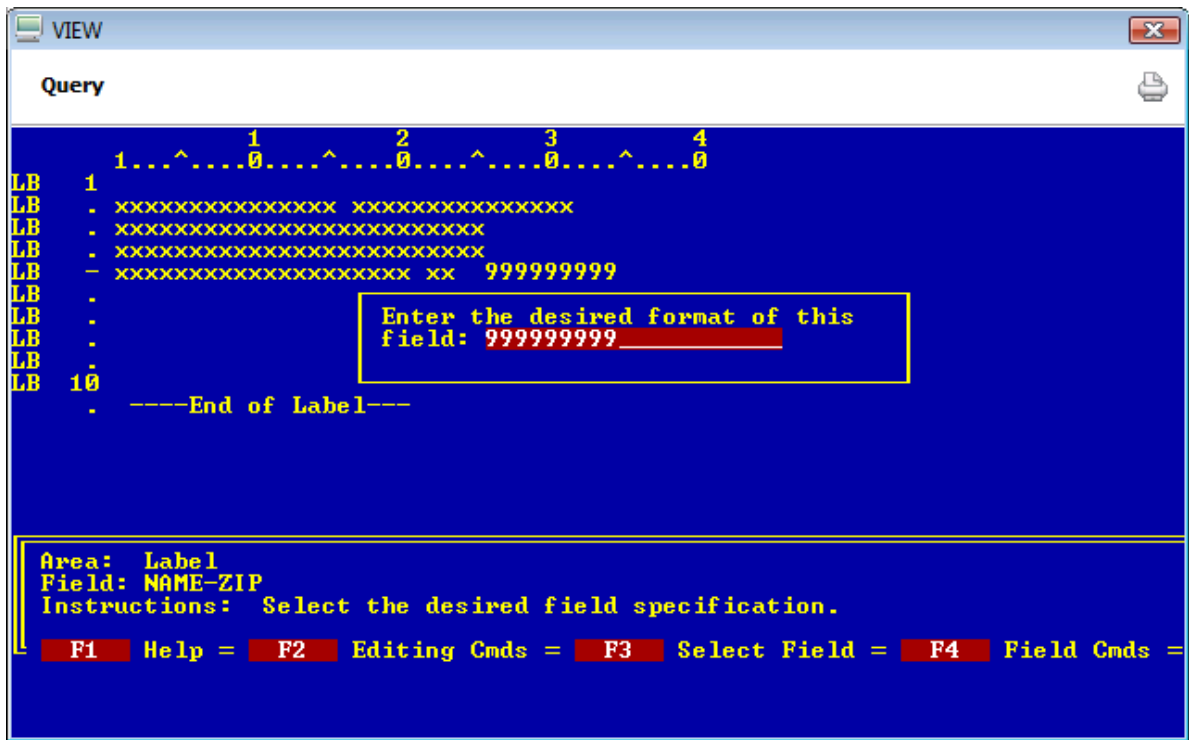 VIEW
Query
1 2 3 4
1...^....0....^....0....^....0....^....0
LB 1
LB . xxxxxxxxxxxxxxx xxxxxxxxxxxxxxx
LB . xxxxxxxxxxxxxxxxxxxxxxxxx
LB . xxxxxxxxxxxxxxxxxxxxxxxxx
LB - xxxxxxxxxxxxxxxxxxxx xx 999999999
LB .
LB . Enter the desired format of this
LB . field: 999999999___________
LB .
LB 10
. ----End of Label---
Area: Label
Field: NAME-ZIP
Instructions: Select the desired field specification.
F1 Help = F2 Editing Cmds = F3 Select Field = F4 Field Cmds =